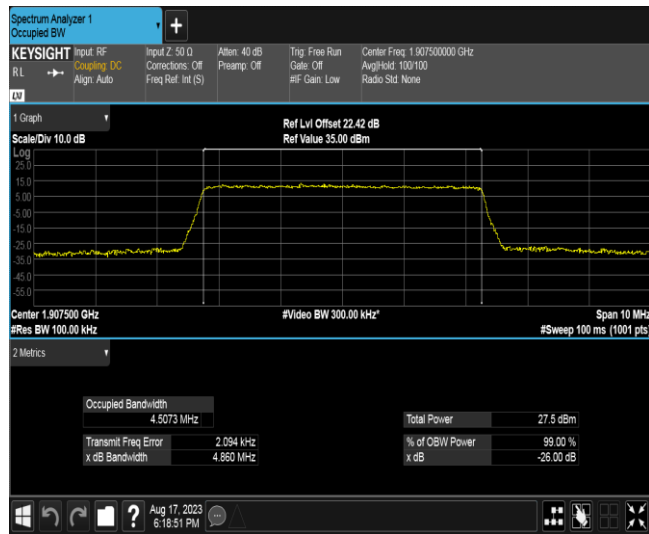 Spectrum Analyzer 1
Occupied BW
+
KEYSIGHT Input: RF Input Z: 50 Ω Atten: 40 dB Trig: Free Run Center Freq: 1.907500000 GHz
RL Coupling: DC Corrections: Off Preamp: Off Gate: Off Avg|Hold: 100/100
Align: Auto Freq Ref: Int (S) #IF Gain: Low Radio Std: None
LXI
1 Graph
Ref Lvl Offset 22.42 dB
Scale/Div 10.0 dB Ref Value 35.00 dBm
Log
25.0
15.0
5.00
-5.00
-15.0
-25.0
-35.0
-45.0
-55.0
Center 1.907500 GHz #Video BW 300.00 kHz* Span 10 MHz
#Res BW 100.00 kHz #Sweep 100 ms (1001 pts)
2 Metrics
Occupied Bandwidth
4.5073 MHz Total Power 27.5 dBm
Transmit Freq Error 2.094 kHz % of OBW Power 99.00 %
x dB Bandwidth 4.860 MHz x dB -26.00 dB
? Aug 17, 2023
6:18:51 PM